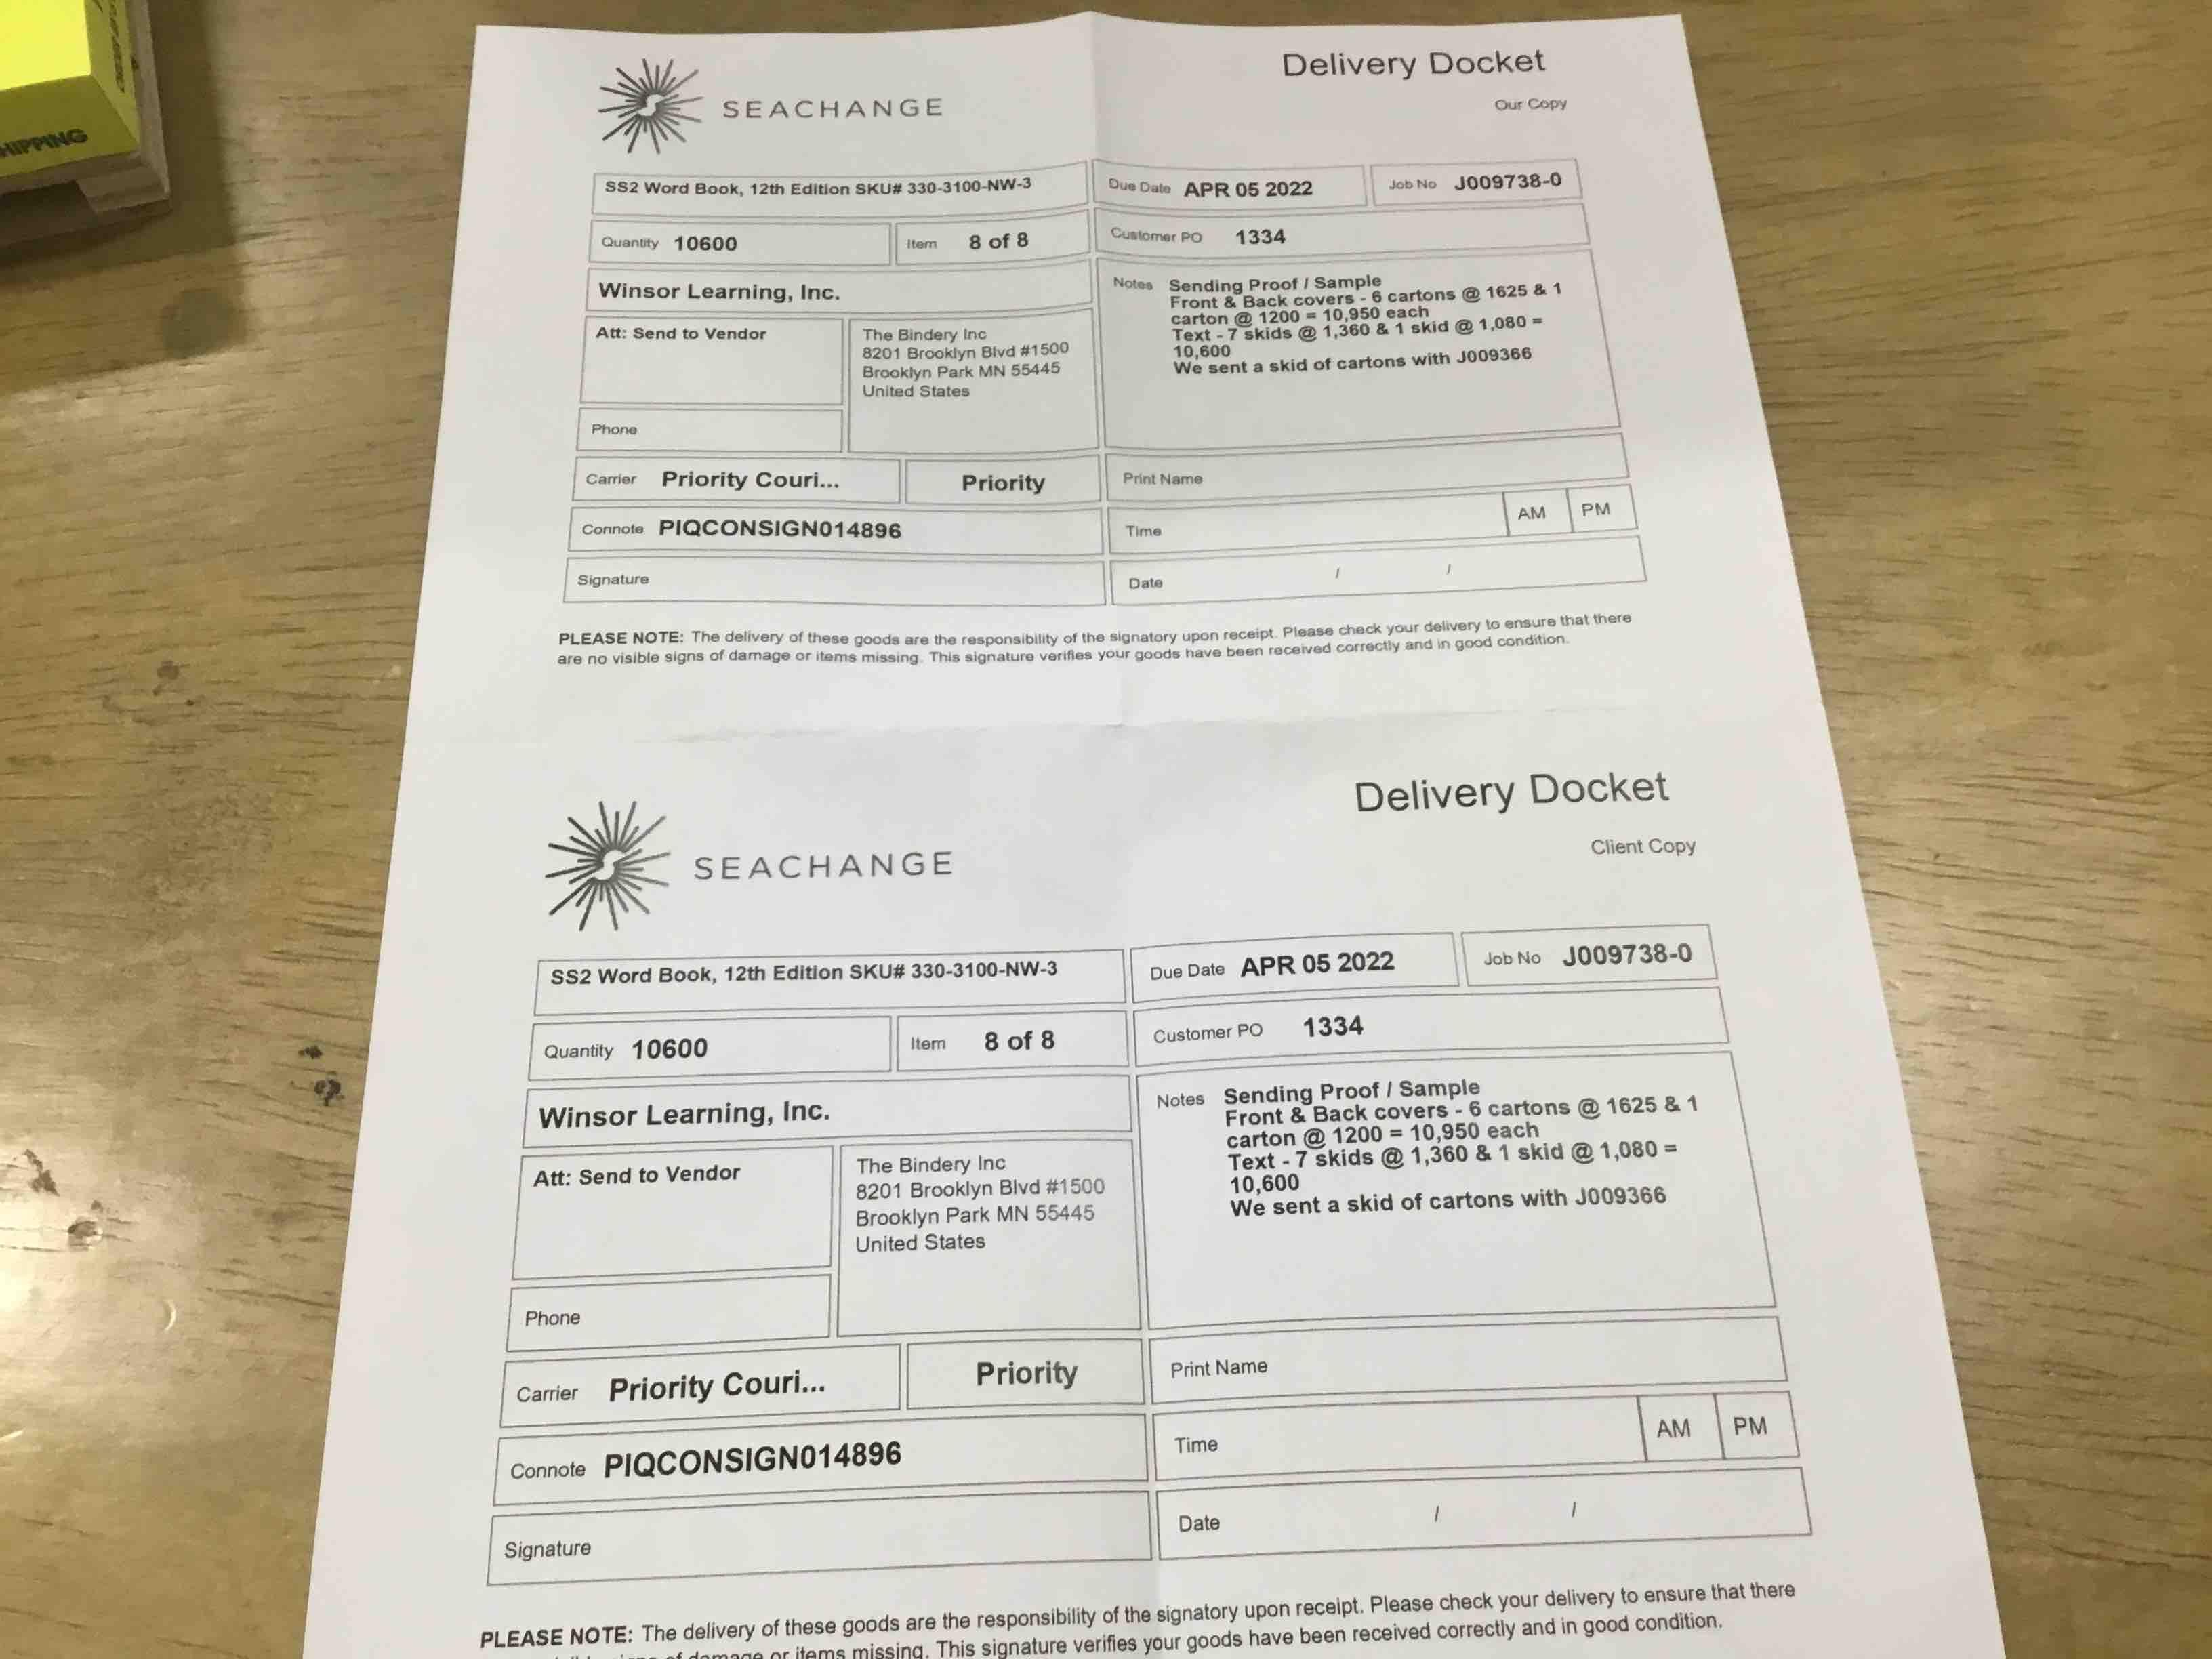 HIPPING
Delivery Docket
Our Copy
SEACHANGE
SS2 Word Book, 12th Edition SKU# 330-3100-NW-3
Due Date APR 05 2022
Job No J009738-0
Quantity 10600
Item 8 of 8
Customer PO 1334
Winsor Learning, Inc.
Notes Sending Proof / Sample
Front & Back covers - 6 cartons @ 1625 & 1
carton @ 1200 = 10,950 each
Text - 7 skids @ 1,360 & 1 skid @ 1,080 =
10,600
We sent a skid of cartons with J009366
Att: Send to Vendor
The Bindery Inc
8201 Brooklyn Blvd #1500
Brooklyn Park MN 55445
United States
Phone
Carrier Priority Couri...
Priority
Print Name
Connote PIQCONSIGN014896
Time
AM
PM
Signature
Date / /
PLEASE NOTE: The delivery of these goods are the responsibility of the signatory upon receipt. Please check your delivery to ensure that there
are no visible signs of damage or items missing. This signature verifies your goods have been received correctly and in good condition.
Delivery Docket
Client Copy
SEACHANGE
SS2 Word Book, 12th Edition SKU# 330-3100-NW-3
Due Date APR 05 2022
Job No J009738-0
Quantity 10600
Item 8 of 8
Customer PO 1334
Winsor Learning, Inc.
Notes Sending Proof / Sample
Front & Back covers - 6 cartons @ 1625 & 1
carton @ 1200 = 10,950 each
Text - 7 skids @ 1,360 & 1 skid @ 1,080 =
10,600
We sent a skid of cartons with J009366
Att: Send to Vendor
The Bindery Inc
8201 Brooklyn Blvd #1500
Brooklyn Park MN 55445
United States
Phone
Carrier Priority Couri...
Priority
Print Name
Connote PIQCONSIGN014896
Time
AM
PM
Signature
Date / /
PLEASE NOTE: The delivery of these goods are the responsibility of the signatory upon receipt. Please check your delivery to ensure that there
of damage or items missing. This signature verifies your goods have been received correctly and in good condition.